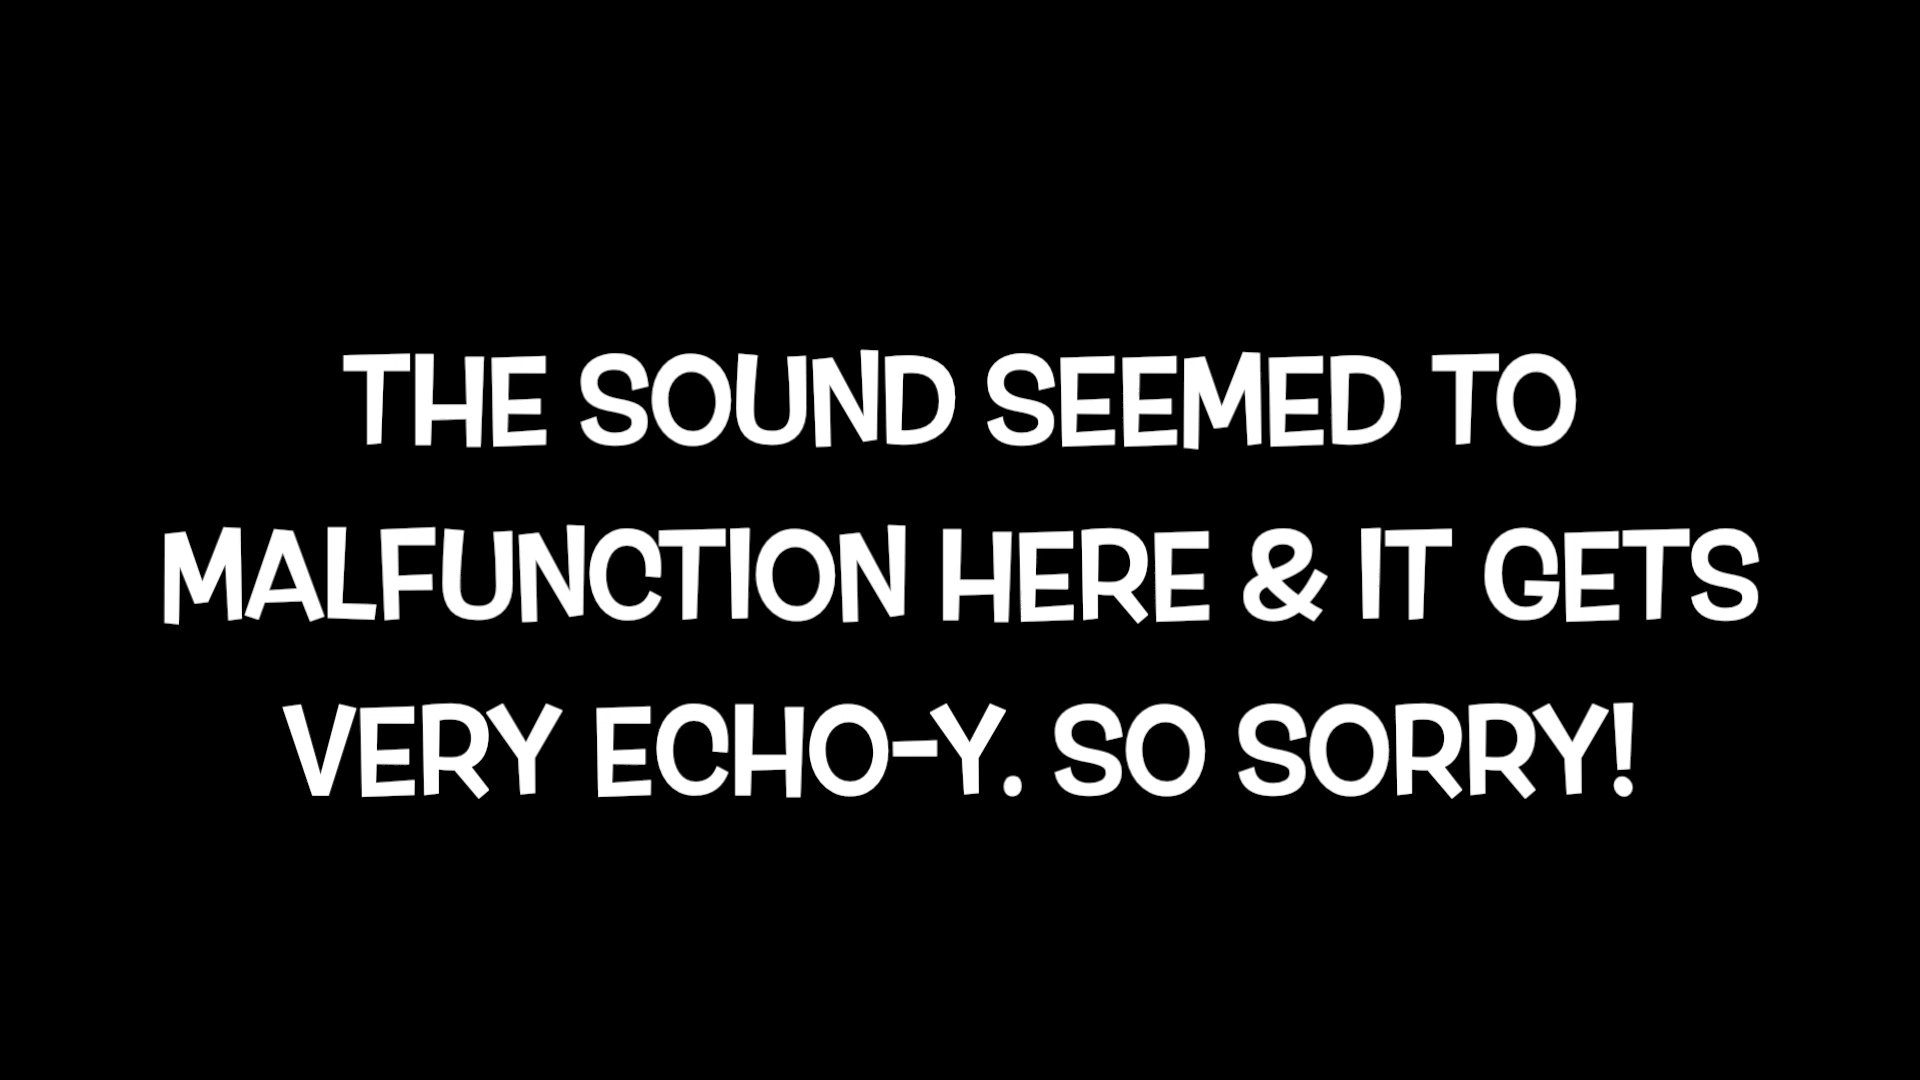 THE SOUND SEEMED TO
MALFUNCTION HERE & IT GETS
VERY ECHO-Y. SO SORRY!